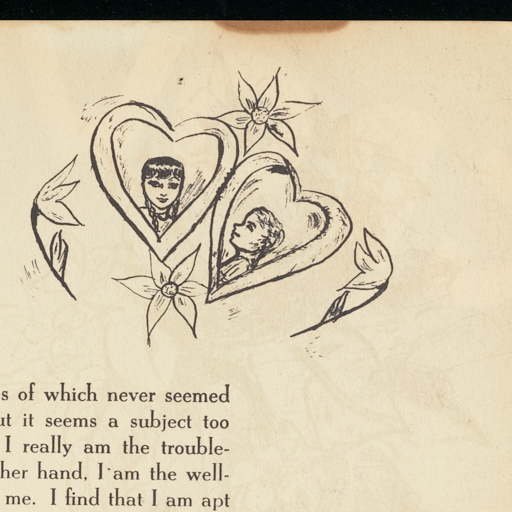 s of which never seemed
ut it seems a subject too
I really am the trouble-
her hand, I am the well-
me. I find that I am apt